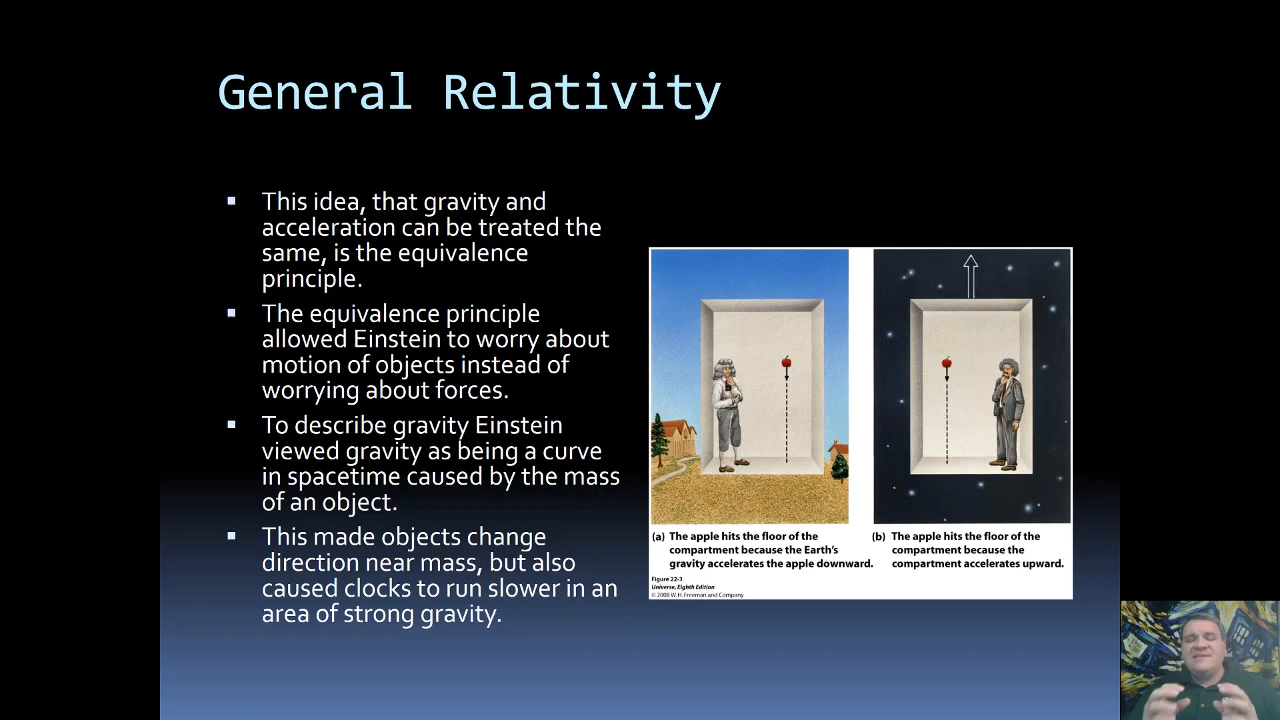 General Relativity
This idea, that gravity and
acceleration can be treated the
same, is the equivalence
principle.
The equivalence principle
allowed Einstein to worry about
motion of objects instead of
worrying about forces.
To describe gravity Einstein
viewed gravity as being a curve
in spacetime caused by the mass
of an object.
This made objects change
direction near mass, but also
caused clocks to run slower in an
area of strong gravity.
(a) The apple hits the floor of the
compartment because the Earth's
gravity accelerates the apple downward.
(b) The apple hits the floor of the
compartment because the
compartment accelerates upward.
Figure 22-3
Universe, Eighth Edition
© 2008 W. H. Freeman and Company